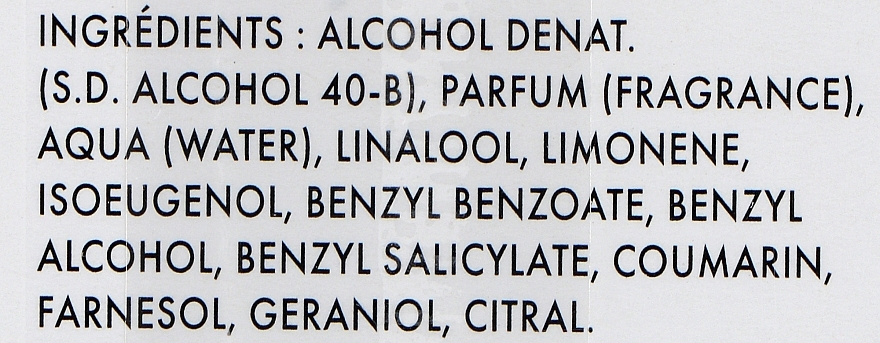 INGRÉDIENTS : ALCOHOL DENAT.
(S.D. ALCOHOL 40-B), PARFUM (FRAGRANCE),
AQUA (WATER), LINALOOL, LIMONENE,
ISOEUGENOL, BENZYL BENZOATE, BENZYL
ALCOHOL, BENZYL SALICYLATE, COUMARIN,
FARNESOL, GERANIOL, CITRAL.